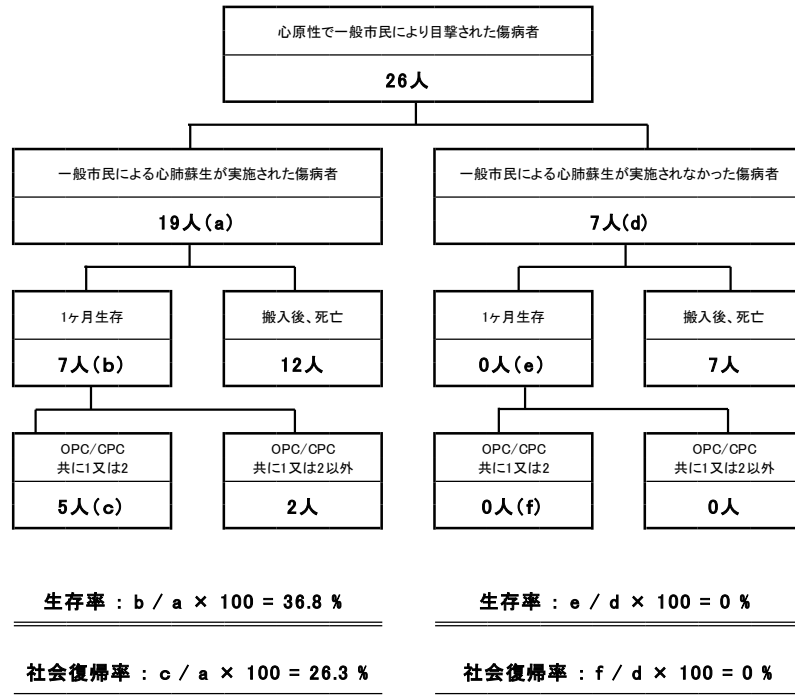 心原性で一般市民により目撃された傷病者
26人
一般市民による心肺蘇生が実施された傷病者
19人(a)
一般市民による心肺蘇生が実施されなかった傷病者
7人(d)
1ヶ月生存
7人(b)
搬入後、死亡
12人
1ヶ月生存
0人(e)
搬入後、死亡
7人
OPC/CPC
共に1又は2
5人(c)
OPC/CPC
共に1又は2以外
2人
OPC/CPC
共に1又は2
0人(f)
OPC/CPC
共に1又は2以外
0人
生存率 : b / a × 100 = 36.8 %
生存率 : e / d × 100 = 0 %
社会復帰率 : c / a × 100 = 26.3 %
社会復帰率 : f / d × 100 = 0 %